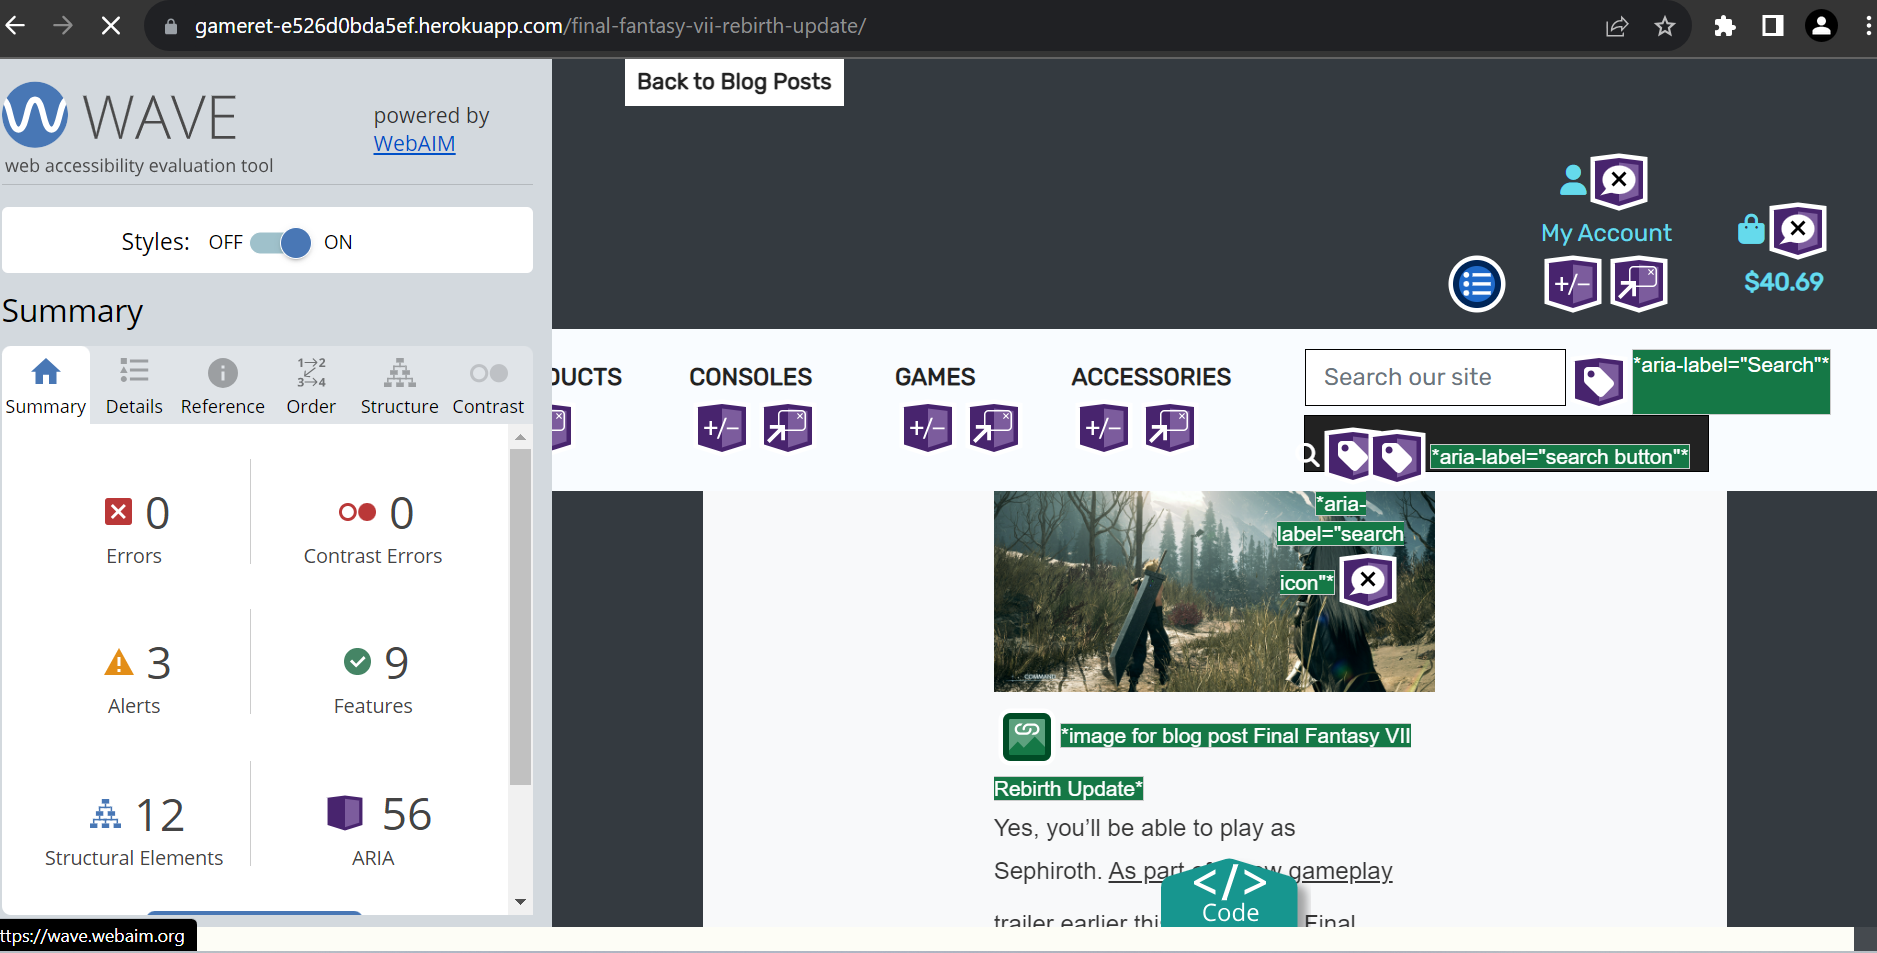 gameret-e526d0bda5ef.herokuapp.com/final-fantasy-vii-rebirth-update/
WAVE
powered by
WebAIM
web accessibility evaluation tool
Styles: OFF ON
Summary
Summary Details Reference Order Structure Contrast
0
Errors
0
Contrast Errors
3
Alerts
9
Features
12
Structural Elements
56
ARIA
ttps://wave.webaim.org
Back to Blog Posts
My Account
$40.69
DUCTS CONSOLES GAMES ACCESSORIES
Search our site
*aria-label="Search"*
*aria-label="search button"*
*aria-
label="search
icon"*
COMMAND
*image for blog post Final Fantasy VII
Rebirth Update*
Yes, you’ll be able to play as
Sephiroth. As part gameplay
trailer earlier thi Final
</>
Code